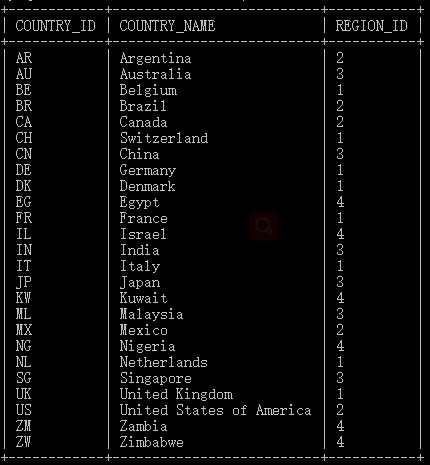 COUNTRY_ID | COUNTRY_NAME | REGION_ID
AR | Argentina | 2
AU | Australia | 3
BE | Belgium | 1
BR | Brazil | 2
CA | Canada | 2
CH | Switzerland | 1
CN | China | 3
DE | Germany | 1
DK | Denmark | 1
EG | Egypt | 4
FR | France | 1
IL | Israel | 4
IN | India | 3
IT | Italy | 1
JP | Japan | 3
KW | Kuwait | 4
ML | Malaysia | 3
MX | Mexico | 2
NG | Nigeria | 4
NL | Netherlands | 1
SG | Singapore | 3
UK | United Kingdom | 1
US | United States of America | 2
ZM | Zambia | 4
ZW | Zimbabwe | 4